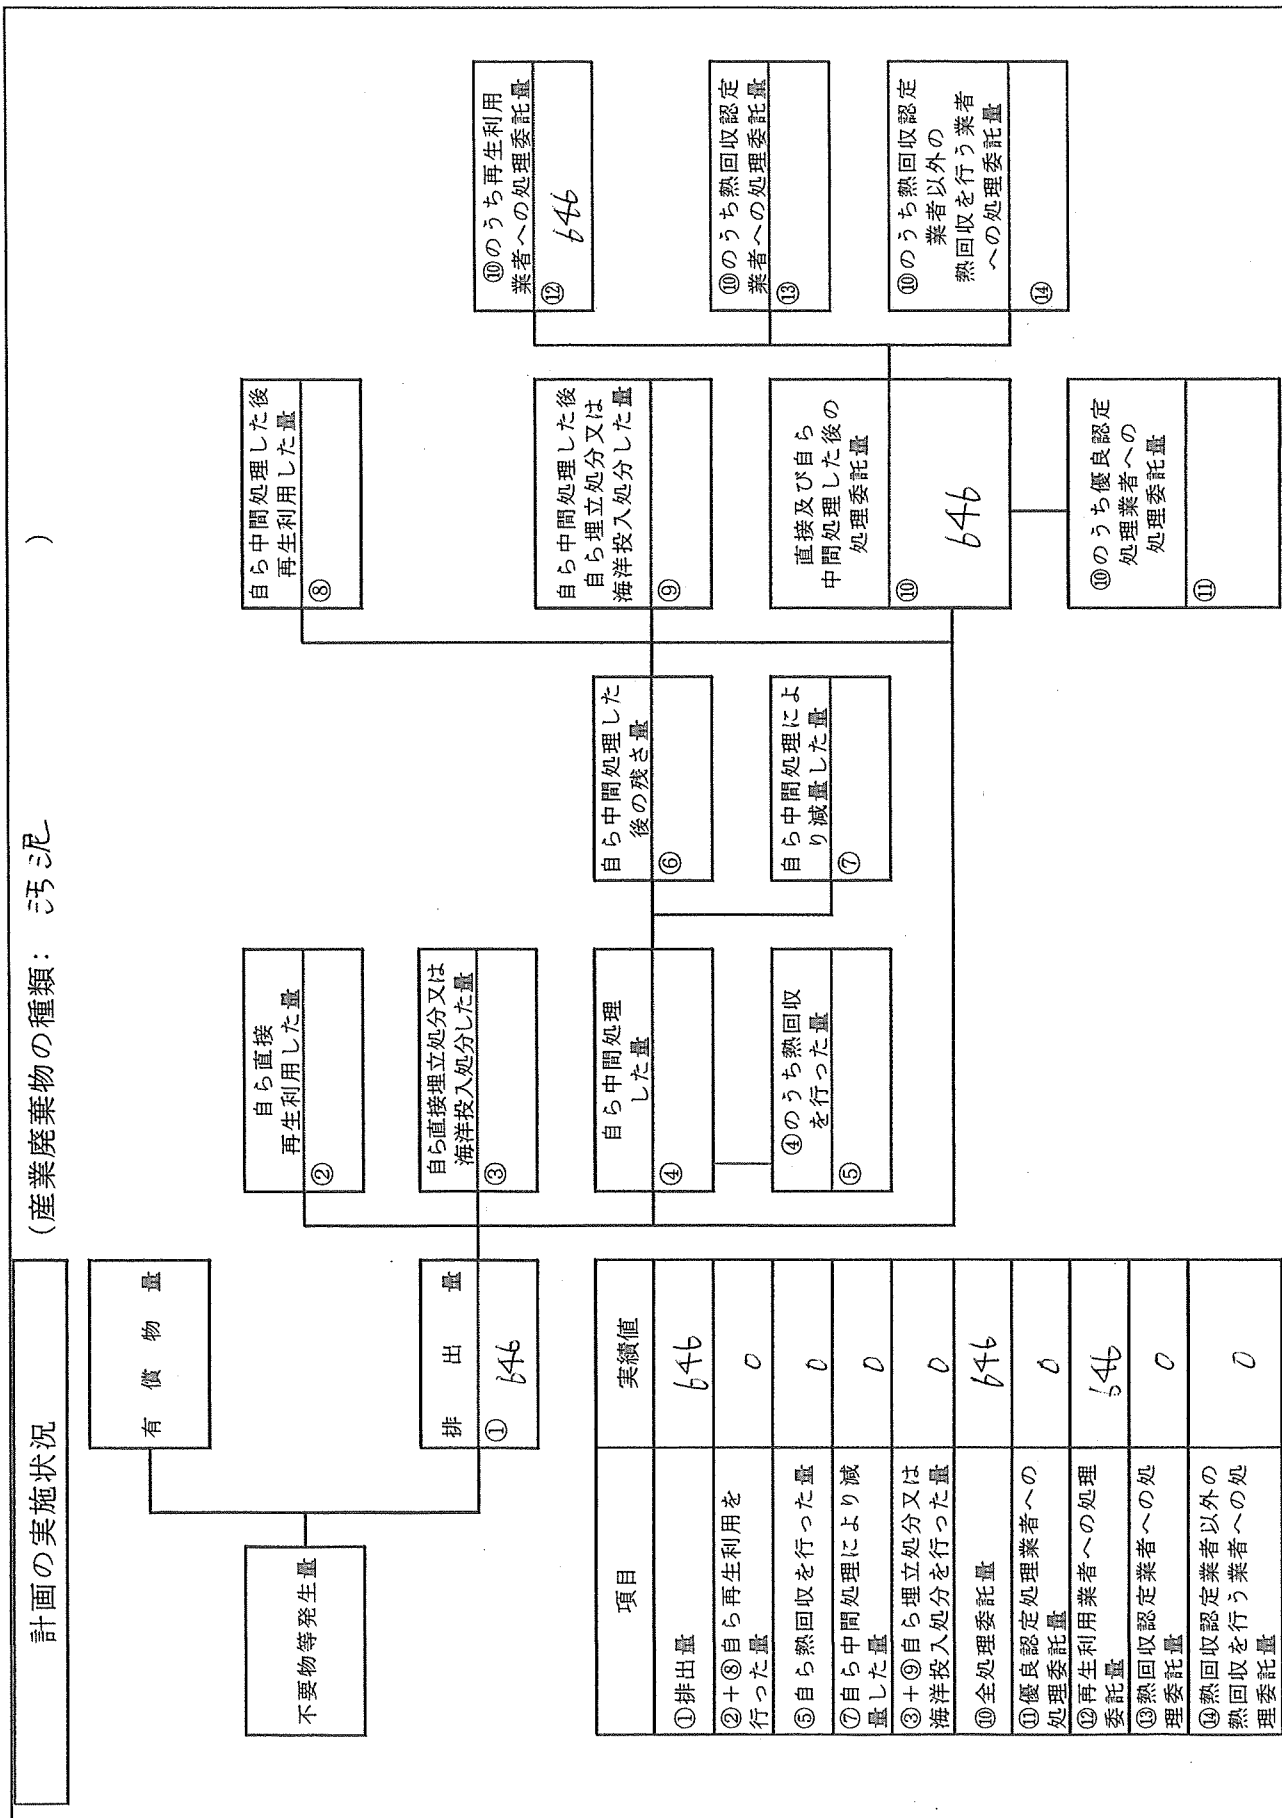 計画の実施状況
(産業廃棄物の種類： 汚泥 )
不要物等発生量
有償物量
排出量
① 646
自ら直接
再生利用した量
②
自ら直接埋立処分又は
海洋投入処分した量
③
自ら中間処理
した量
④
④のうち熱回収
を行った量
⑤
自ら中間処理した
後の残さ量
⑥
自ら中間処理によ
り減量した量
⑦
自ら中間処理した後
再生利用した量
⑧
自ら中間処理した後
自ら埋立処分又は
海洋投入処分した量
⑨
直接及び自ら
中間処理した後の
処理委託量
⑩ 646
⑩のうち優良認定
処理業者への
処理委託量
⑪
⑩のうち再生利用
業者への処理委託量
⑫ 646
⑩のうち熱回収認定
業者への処理委託量
⑬
⑩のうち熱回収認定
業者以外の
熱回収を行う業者
への処理委託量
⑭
項目 実績値
①排出量 646
②＋⑧自ら再生利用を
行った量 0
⑤自ら熱回収を行った量 0
⑦自ら中間処理により減
量した量 0
③＋⑨自ら埋立処分又は
海洋投入処分を行った量 0
⑩全処理委託量 646
⑪優良認定処理業者への
処理委託量 0
⑫再生利用業者への処理
委託量 646
⑬熱回収認定業者への処
理委託量 0
⑭熱回収認定業者以外の
熱回収を行う業者への処
理委託量 0